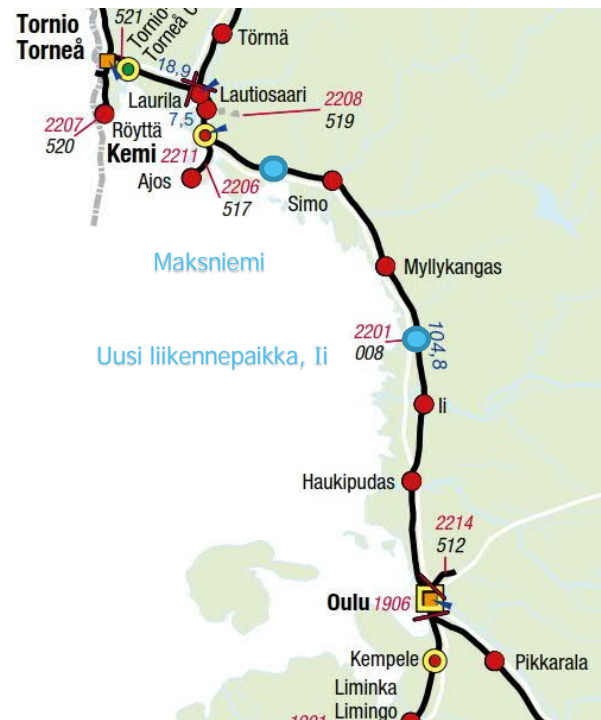 Tornio
Torneå
521
Tornio-
Torneå
Törmä
18,9
Laurila
Lautiosaari
2208
519
7,5
2207
520
Röyttä
Kemi 2211
Ajos
2206
517
Simo
Maksniemi
Myllykangas
2201
008
104,8
Uusi liikennepaikka, Ii
Ii
Haukipudas
2214
512
Oulu 1906
Kempele
Pikkarala
Liminka
Limingo